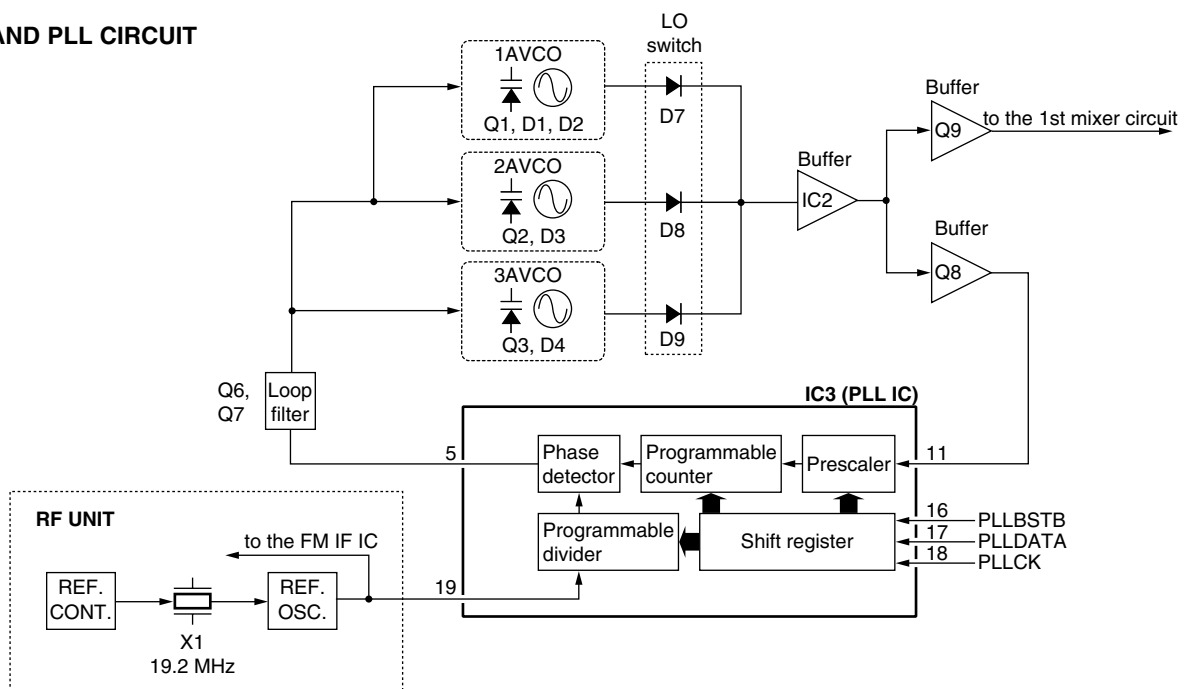 AND PLL CIRCUIT
LO
switch
1AVCO
Q1, D1, D2
D7
2AVCO
Q2, D3
D8
3AVCO
Q3, D4
D9
Buffer
IC2
Buffer
Q9
to the 1st mixer circuit
Buffer
Q8
Q6,
Q7
Loop
filter
IC3 (PLL IC)
5
Phase
detector
Programmable
counter
Prescaler
11
Programmable
divider
Shift register
16
PLLBSTB
17
PLLDATA
18
PLLCK
19
RF UNIT
to the FM IF IC
REF.
CONT.
X1
19.2 MHz
REF.
OSC.